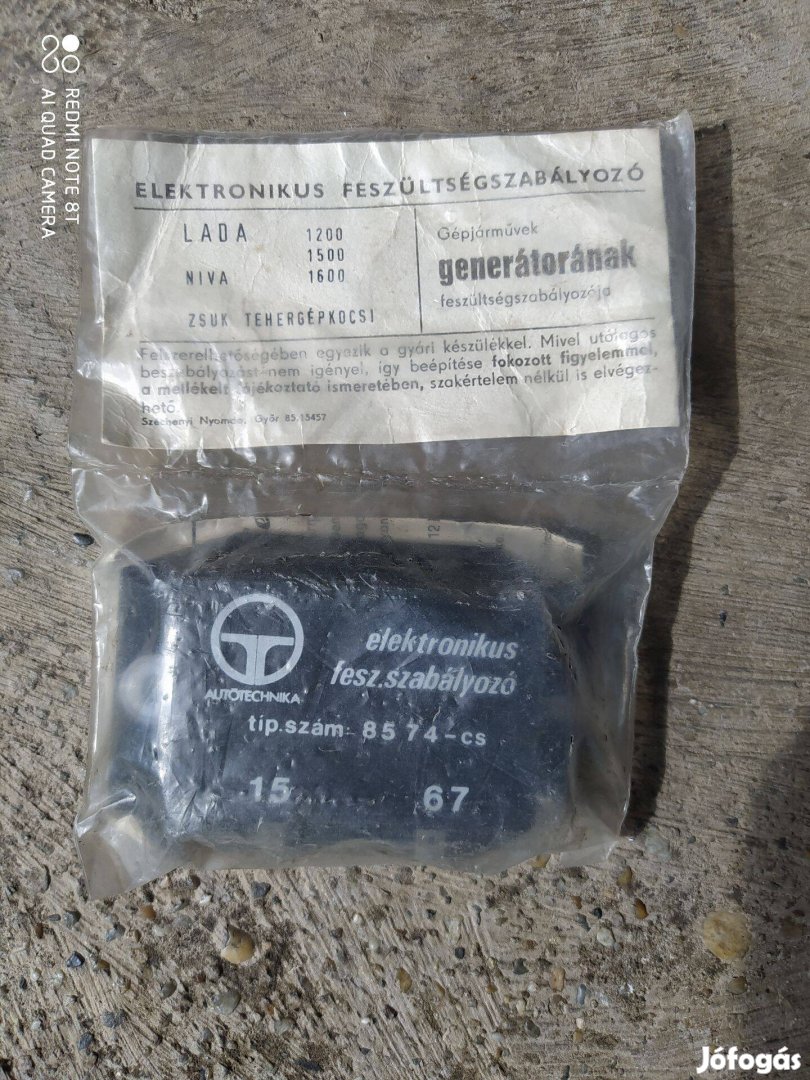 REDMI NOTE 8T
AI QUAD CAMERA
ELEKTRONIKUS FESZÜLTSÉGSZABÁLYOZÓ
LADA 1200
1500
NIVA 1600
ZSUK TEHERGÉPKOCSI
Gépjárművek
generátorának
feszültségszabályozója
Felszerelhetőségében egyezik a gyári készülékkel. Mivel utólagos
beszabályozást nem igényel, így beépítése fokozott figyelemmel,
a mellékelt tájékoztató ismeretében, szakértelem nélkül is elvégez-
hető.
Széchenyi Nyomda, Győr 85.15457
AUTÓTECHNIKA
elektronikus
fesz.szabályozó
típ.szám: 8574-cs
15 67
Jófogás